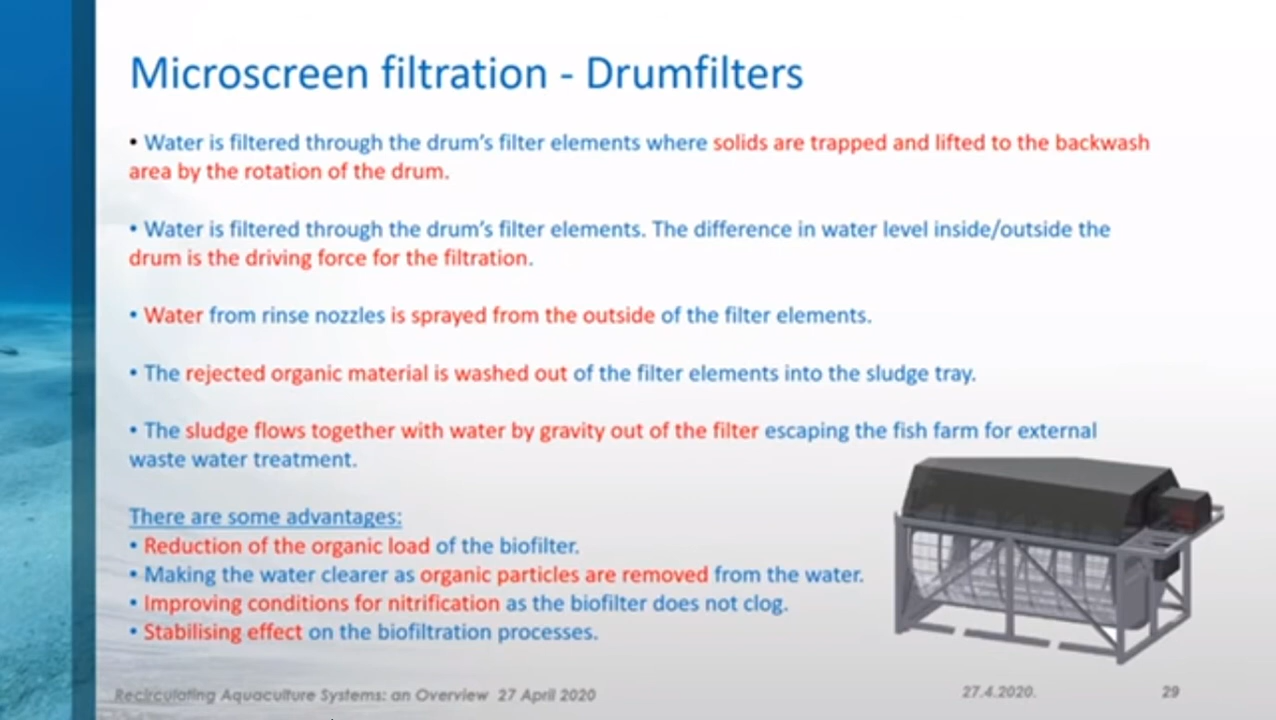 Microscreen filtration - Drumfilters
• Water is filtered through the drum's filter elements where solids are trapped and lifted to the backwash
area by the rotation of the drum.
• Water is filtered through the drum's filter elements. The difference in water level inside/outside the
drum is the driving force for the filtration.
• Water from rinse nozzles is sprayed from the outside of the filter elements.
• The rejected organic material is washed out of the filter elements into the sludge tray.
• The sludge flows together with water by gravity out of the filter escaping the fish farm for external
waste water treatment.
There are some advantages:
• Reduction of the organic load of the biofilter.
• Making the water clearer as organic particles are removed from the water.
• Improving conditions for nitrification as the biofilter does not clog.
• Stabilising effect on the biofiltration processes.
Recirculating Aquaculture Systems: an Overview 27 April 2020
27.4.2020.
29